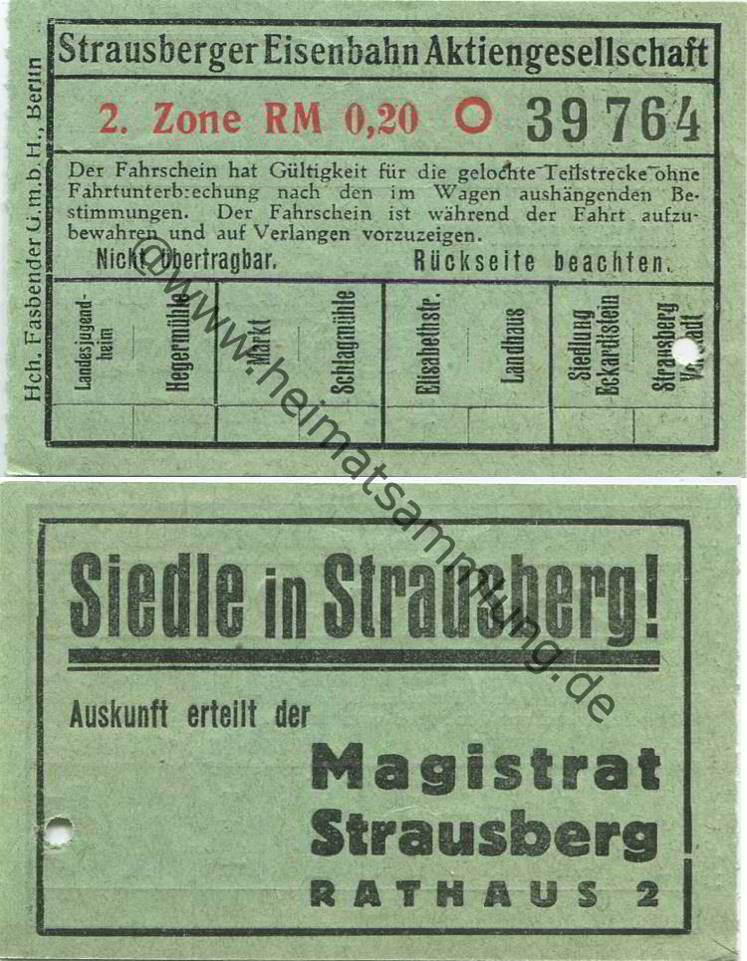 Strausberger Eisenbahn Aktiengesellschaft
2. Zone RM 0,20 39764
Der Fahrschein hat Gültigkeit für die gelochte Teilstrecke ohne
Fahrtunterbrechung nach den im Wagen aushängenden Be-
stimmungen. Der Fahrschein ist während der Fahrt aufzu-
bewahren und auf Verlangen vorzuzeigen.
Nicht übertragbar. Rückseite beachten.
Landesjugend-
heim
Hegermühle
Markt
Schlagmühle
Elisabethstr.
Landhaus
Siedlung
Eckardtstein
Strausberg
Vorstadt
Hch. Fasbender G.m.b.H., Berlin
@www.heimatsammlung.de
Siedle in Strausberg!
Auskunft erteilt der
Magistrat
Strausberg
RATHAUS 2